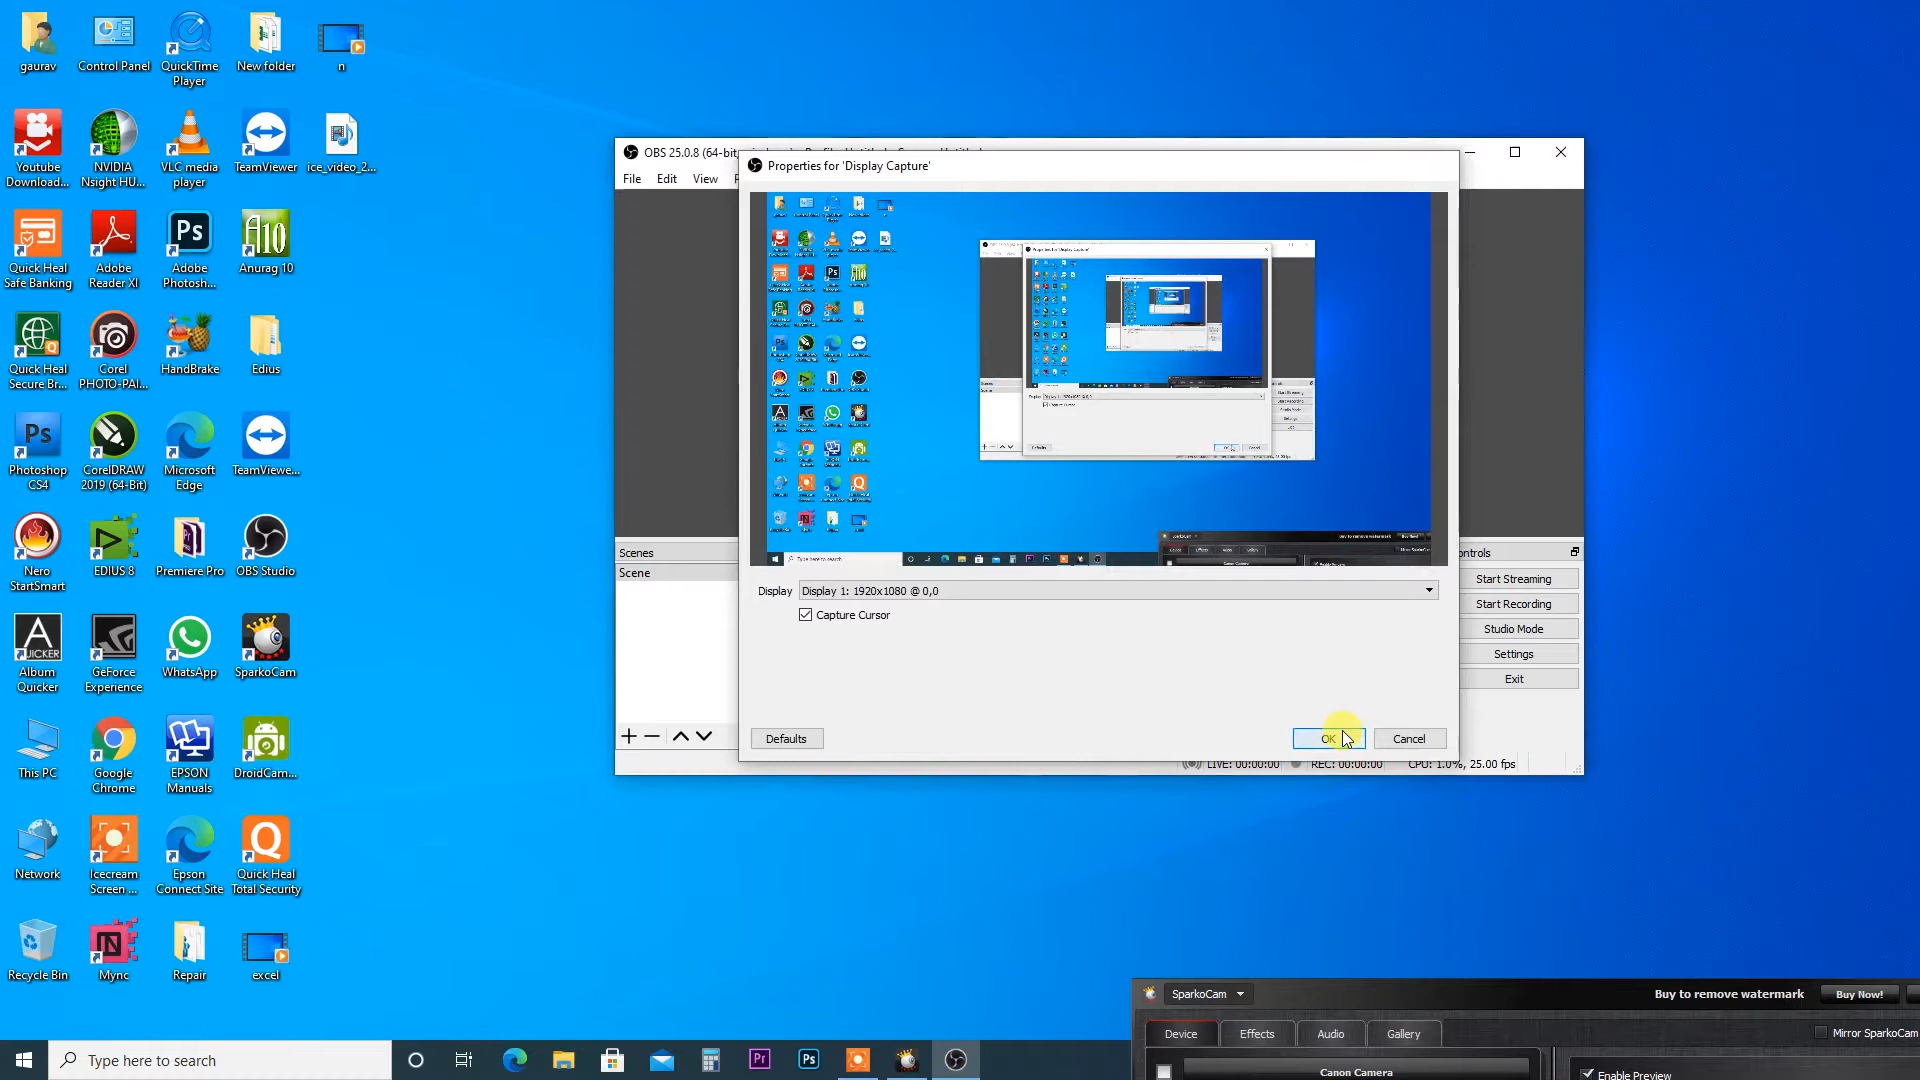 gaurav
Control Panel
QuickTime
Player
New folder
n
Youtube
Download...
NVIDIA
Nsight HU...
VLC media
player
TeamViewer
ice_video_2...
Quick Heal
Safe Banking
Adobe
Reader XI
Adobe
Photosh...
Anurag 10
Quick Heal
Secure Br...
Corel
PHOTO-PAI...
HandBrake
Edius
Photoshop
CS4
CorelDRAW
2019 (64-Bit)
Microsoft
Edge
TeamViewe...
Nero
StartSmart
EDIUS 8
Premiere Pro
OBS Studio
Album
Quicker
GeForce
Experience
WhatsApp
SparkoCam
This PC
Google
Chrome
EPSON
Manuals
DroidCam...
Network
Icecream
Screen ...
Epson
Connect Site
Quick Heal
Total Security
Recycle Bin
Mync
Repair
excel
OBS 25.0.8 (64-bit,
File Edit View
Properties for 'Display Capture'
Display
Display 1: 1920x1080 @ 0,0
Capture Cursor
Defaults
OK
Cancel
Scenes
Scene
ontrols
Start Streaming
Start Recording
Studio Mode
Settings
Exit
LIVE: 00:00:00
REC: 00:00:00
CPU: 1.0%, 25.00 fps
SparkoCam
Buy to remove watermark
Buy Now!
Device
Effects
Audio
Gallery
Mirror SparkoCam
Canon Camera
Enable Preview
Type here to search